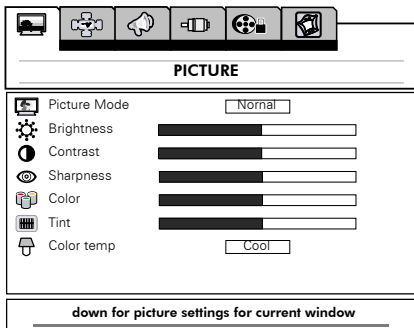 PICTURE
Picture Mode Nornal
Brightness
Contrast
Sharpness
Color
Tint
Color temp Cool
down for picture settings for current window